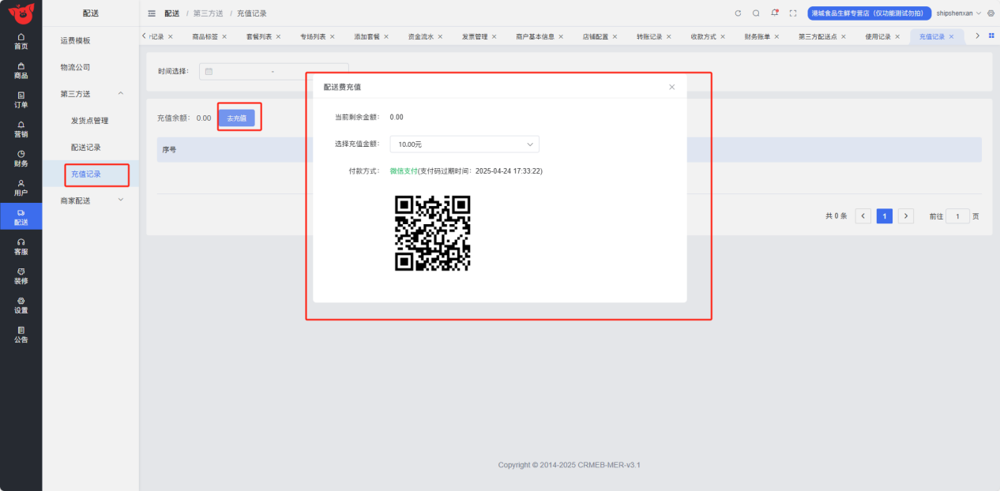 配送
配送 / 第三方送 / 充值记录
港城食品生鲜专营店（仅功能测试勿拍）
shipshenxan
记录
商品标签
套餐列表
专场列表
添加套餐
资金流水
发票管理
商户基本信息
店铺配置
转账记录
收款方式
财务账单
第三方配送点
使用记录
充值记录
首页
商品
订单
营销
财务
用户
配送
客服
装修
设置
公告
运费模板
物流公司
第三方送
发货点管理
配送记录
充值记录
商家配送
时间选择：
-
充值余额： 0.00
去充值
序号
配送费充值
当前剩余金额： 0.00
选择充值金额： 10.00元
付款方式： 微信支付(支付码过期时间：2025-04-24 17:33:22)
共 0 条
1
前往 1 页
Copyright © 2014-2025 CRMEB-MER-v3.1